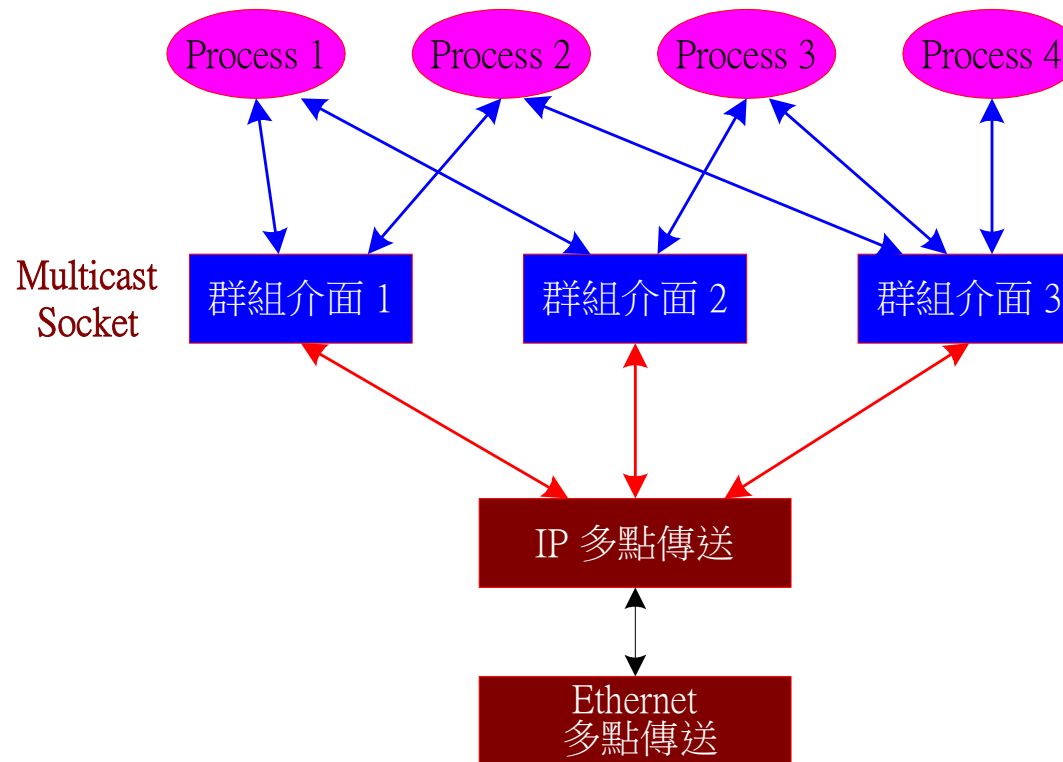 Process 1
Process 2
Process 3
Process 4
Multicast
Socket
群組介面 1
群組介面 2
群組介面 3
IP 多點傳送
Ethernet
多點傳送